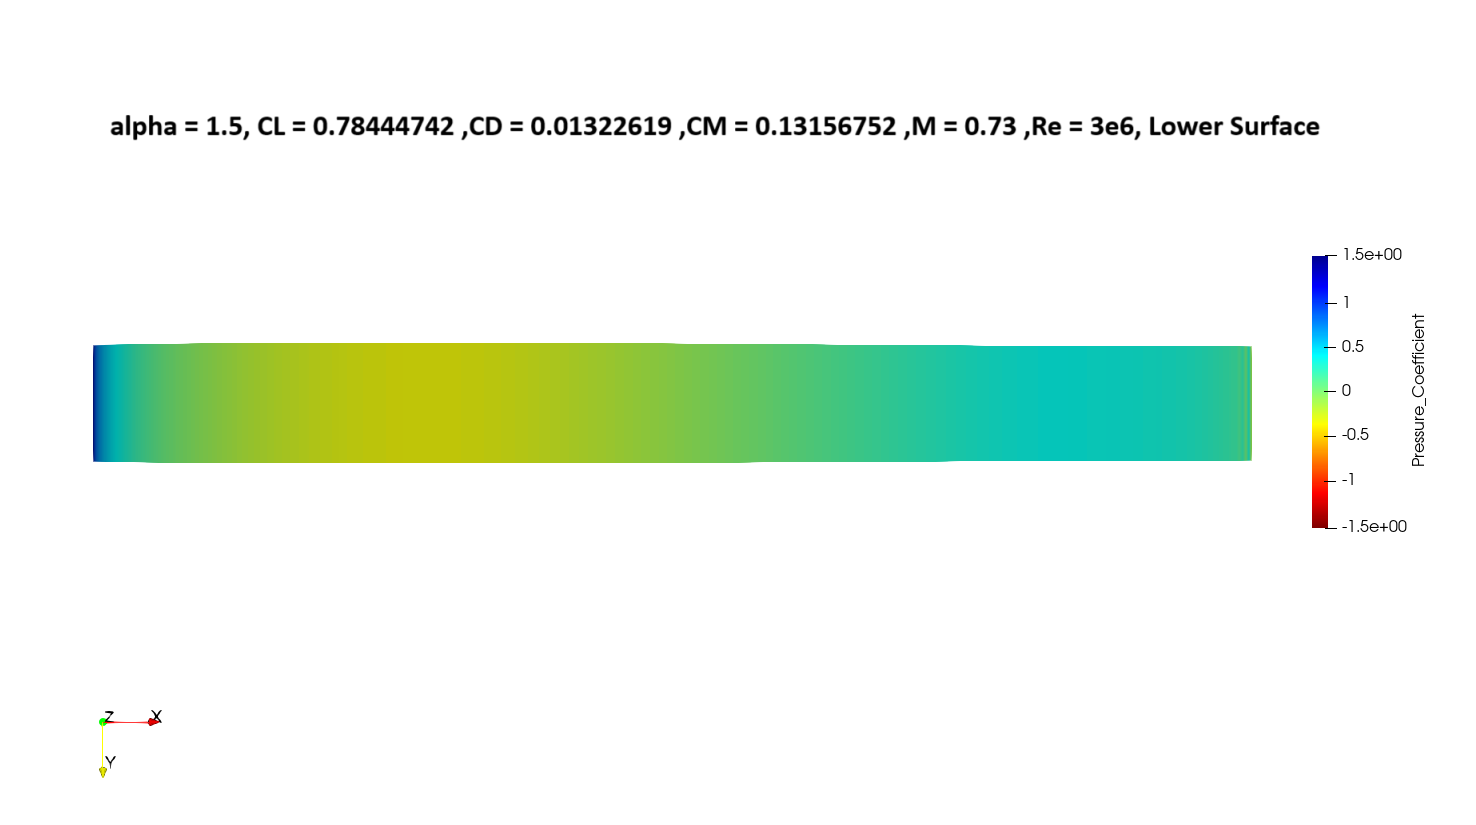 alpha = 1.5, CL = 0.78444742 ,CD = 0.01322619 ,CM = 0.13156752 ,M = 0.73 ,Re = 3e6, Lower Surface
1.5e+00
1
0.5
0
-0.5
-1
-1.5e+00
Pressure_Coefficient
Z
X
Y